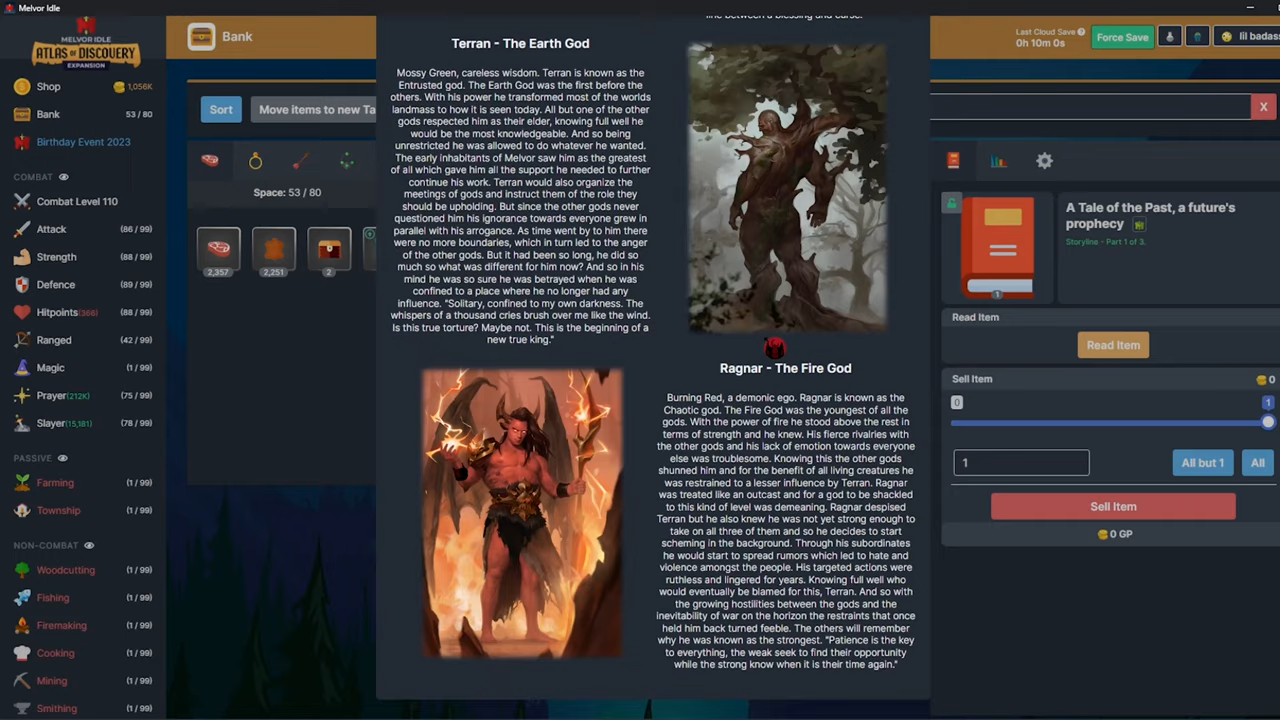 Melvor Idle
MELVOR IDLE
ATLAS OF DISCOVERY
EXPANSION
Shop
1,056K
Bank
53 / 80
Birthday Event 2023
COMBAT
Combat Level 110
Attack
(86 / 99)
Strength
(88 / 99)
Defence
(89 / 99)
Hitpoints(366)
(88 / 99)
Ranged
(42 / 99)
Magic
(1 / 99)
Prayer(212K)
(75 / 99)
Slayer(15,181)
(78 / 99)
PASSIVE
Farming
(1 / 99)
Township
(1 / 99)
NON-COMBAT
Woodcutting
(1 / 99)
Fishing
(1 / 99)
Firemaking
(1 / 99)
Cooking
(1 / 99)
Mining
(1 / 99)
Smithing
(1 / 99)
Bank
Last Cloud Save
0h 10m 0s
Force Save
lil badass
Sort
Move items to new Ta
Space: 53 / 80
2,357
2,251
2
line between a blessing and curse.
Terran - The Earth God
Mossy Green, careless wisdom. Terran is known as the
Entrusted god. The Earth God was the first before the
others. With his power he transformed most of the worlds
landmass to how it is seen today. All but one of the other
gods respected him as their elder, knowing full well he
would be the most knowledgeable. And so being
unrestricted he was allowed to do whatever he wanted.
The early inhabitants of Melvor saw him as the greatest
of all which gave him all the support he needed to further
continue his work. Terran would also organize the
meetings of gods and instruct them of the role they
should be upholding. But since the other gods never
questioned him his ignorance towards everyone grew in
parallel with his arrogance. As time went by to him there
were no more boundaries, which in turn led to the anger
of the other gods. But it had been so long, he did so
much so what was different for him now? And so in his
mind he was so sure he was betrayed when he was
confined to a place where he no longer had any
influence. "Solitary, confined to my own darkness. The
whispers of a thousand cries brush over me like the wind.
Is this true torture? Maybe not. This is the beginning of a
new true king."
Ragnar - The Fire God
Burning Red, a demonic ego. Ragnar is known as the
Chaotic god. The Fire God was the youngest of all the
gods. With the power of fire he stood above the rest in
terms of strength and he knew. His fierce rivalries with
the other gods and his lack of emotion towards everyone
else was troublesome. Knowing this the other gods
shunned him and for the benefit of all living creatures he
was restrained to a lesser influence by Terran. Ragnar
was treated like an outcast and for a god to be shackled
to this kind of level was demeaning. Ragnar despised
Terran but he also knew he was not yet strong enough to
take on all three of them and so he decides to start
scheming in the background. Through his subordinates
he would start to spread rumors which led to hate and
violence amongst the people. His targeted actions were
ruthless and lingered for years. Knowing full well who
would eventually be blamed for this, Terran. And so with
the growing hostilities between the gods and the
inevitability of war on the horizon the restraints that once
held him back turned feeble. The others will remember
why he was known as the strongest. "Patience is the key
to everything, the weak seek to find their opportunity
while the strong know when it is their time again."
X
A Tale of the Past, a future's
prophecy
Storyline - Part 1 of 3.
1
Read Item
Read Item
Sell Item
0
0
1
1
All but 1
All
Sell Item
0 GP